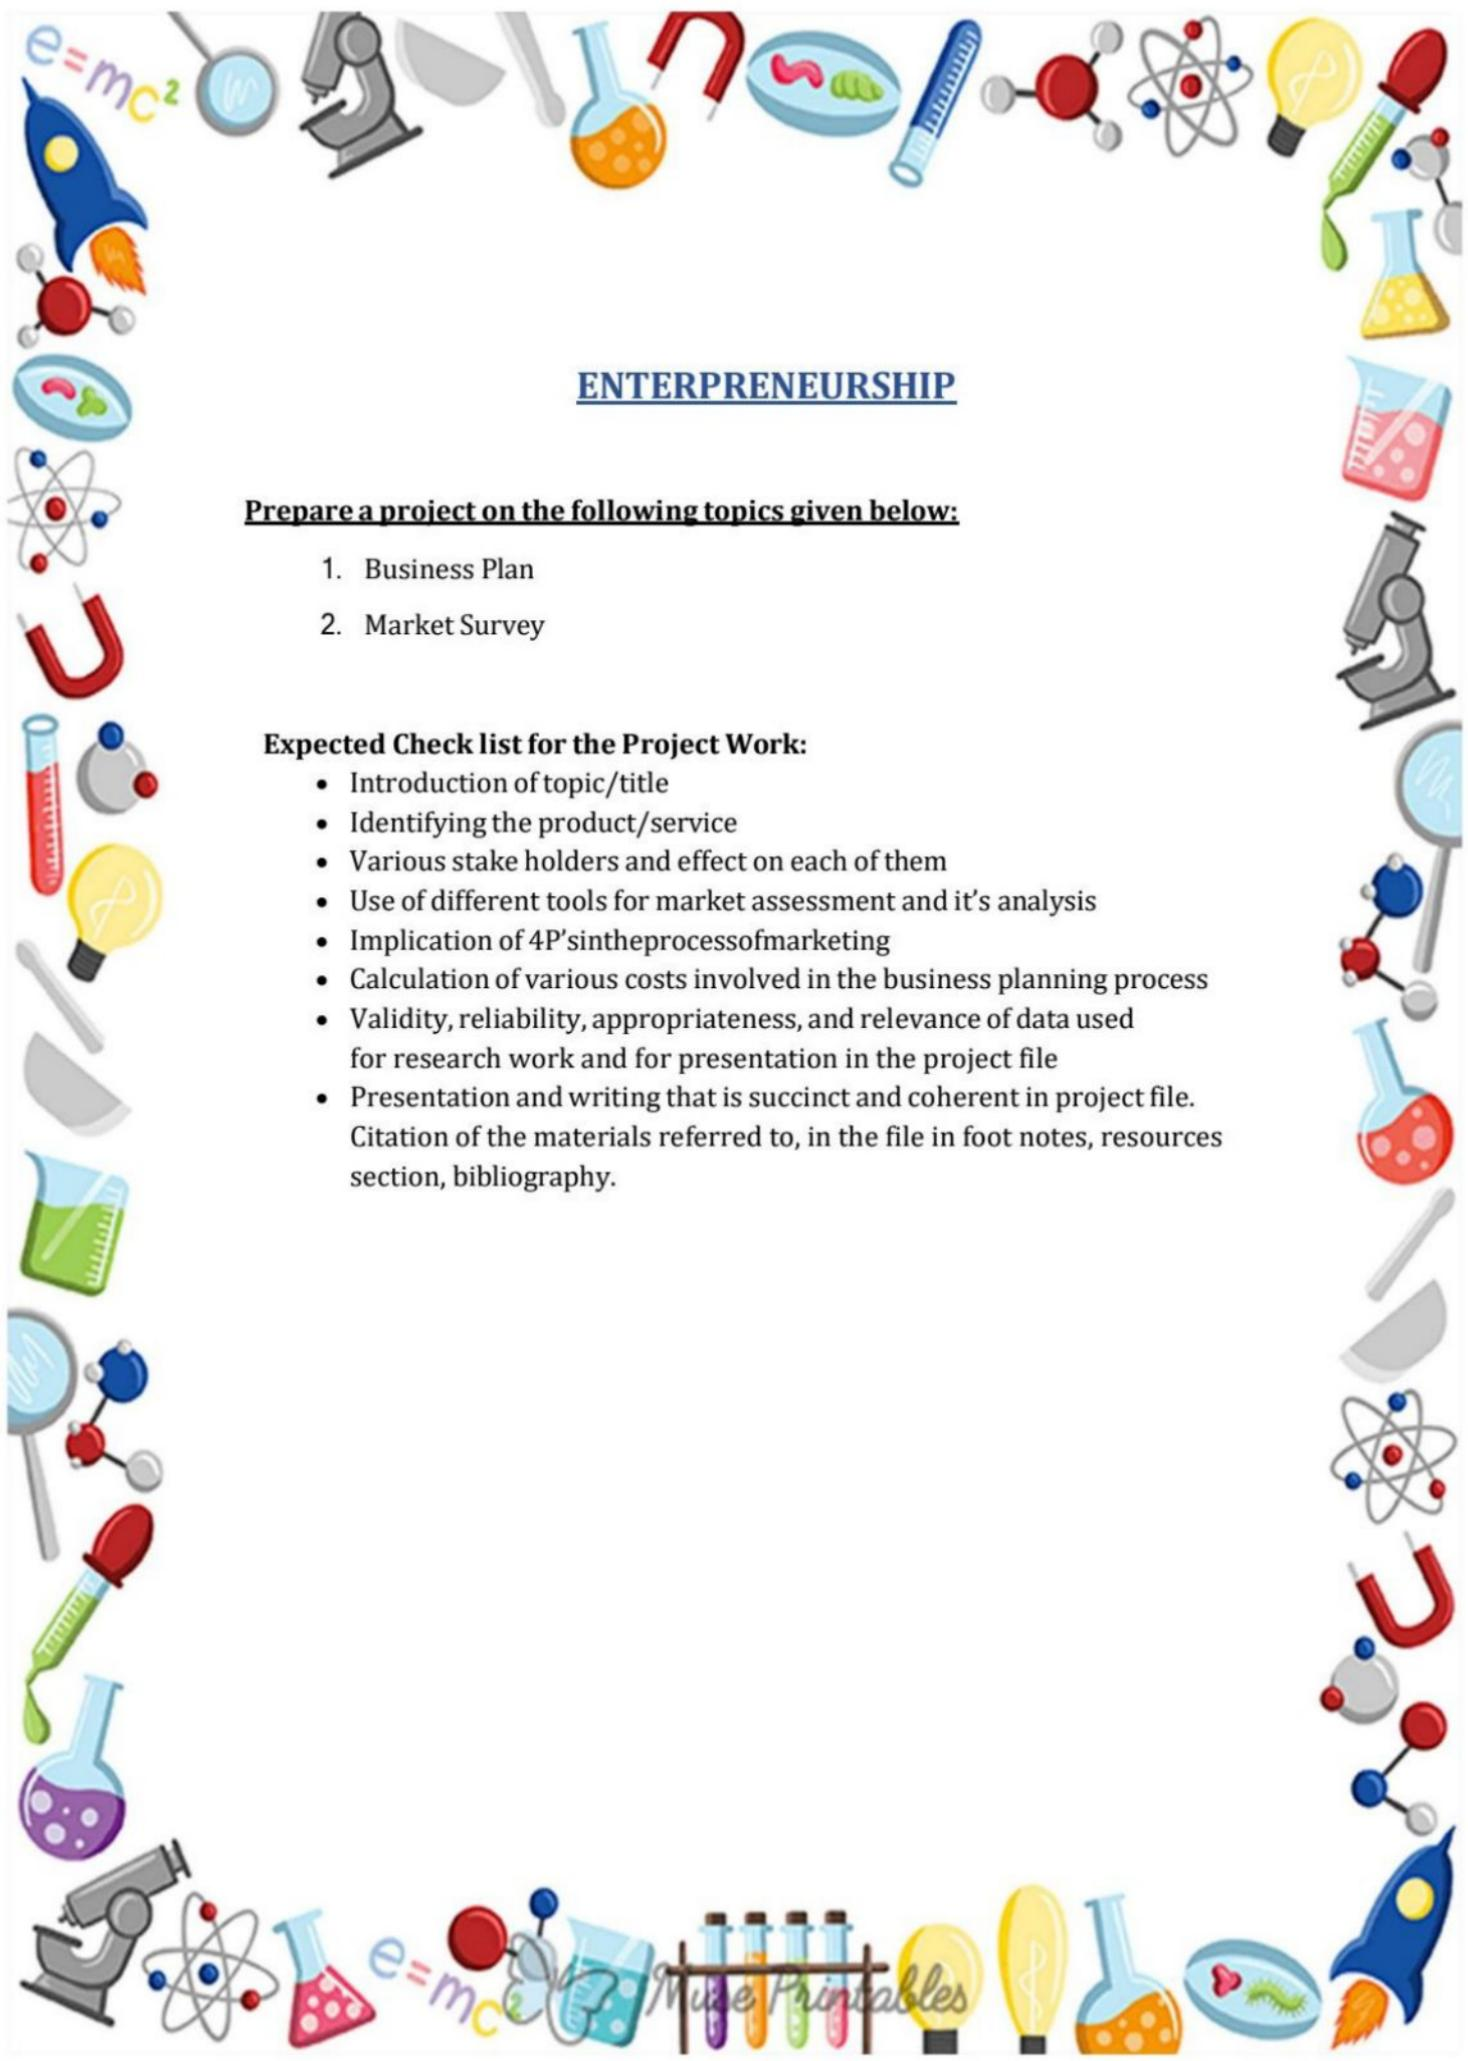 e=mc²
ENTERPRENEURSHIP
Prepare a project on the following topics given below:
1. Business Plan
2. Market Survey
Expected Check list for the Project Work:
• Introduction of topic/title
• Identifying the product/service
• Various stake holders and effect on each of them
• Use of different tools for market assessment and it's analysis
• Implication of 4P'sintheprocessofmarketing
• Calculation of various costs involved in the business planning process
• Validity, reliability, appropriateness, and relevance of data used
for research work and for presentation in the project file
• Presentation and writing that is succinct and coherent in project file.
Citation of the materials referred to, in the file in foot notes, resources
section, bibliography.
e=mc²
Muse Printables